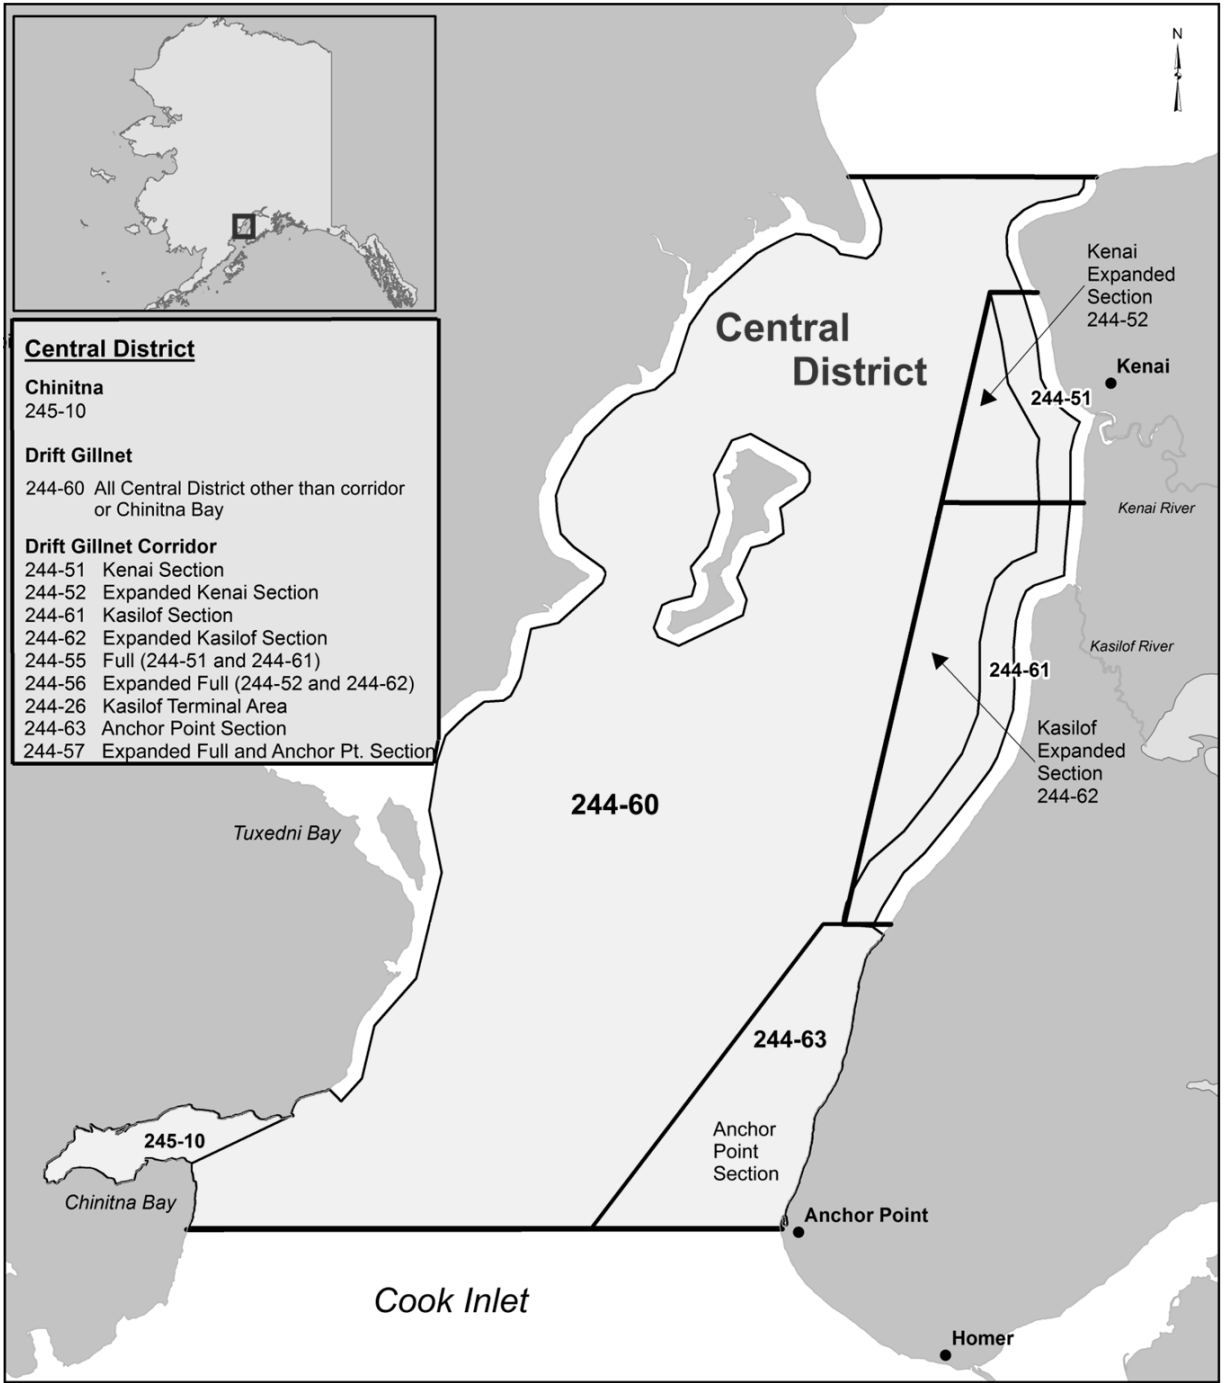 N
Central District
Chinitna
245-10
Drift Gillnet
244-60 All Central District other than corridor
or Chinitna Bay
Drift Gillnet Corridor
244-51 Kenai Section
244-52 Expanded Kenai Section
244-61 Kasilof Section
244-62 Expanded Kasilof Section
244-55 Full (244-51 and 244-61)
244-56 Expanded Full (244-52 and 244-62)
244-26 Kasilof Terminal Area
244-63 Anchor Point Section
244-57 Expanded Full and Anchor Pt. Section
Central
District
Kenai
Expanded
Section
244-52
Kenai
244-51
Kenai River
Kasilof River
244-61
Kasilof
Expanded
Section
244-62
244-60
Tuxedni Bay
244-63
Anchor
Point
Section
245-10
Chinitna Bay
Anchor Point
Cook Inlet
Homer